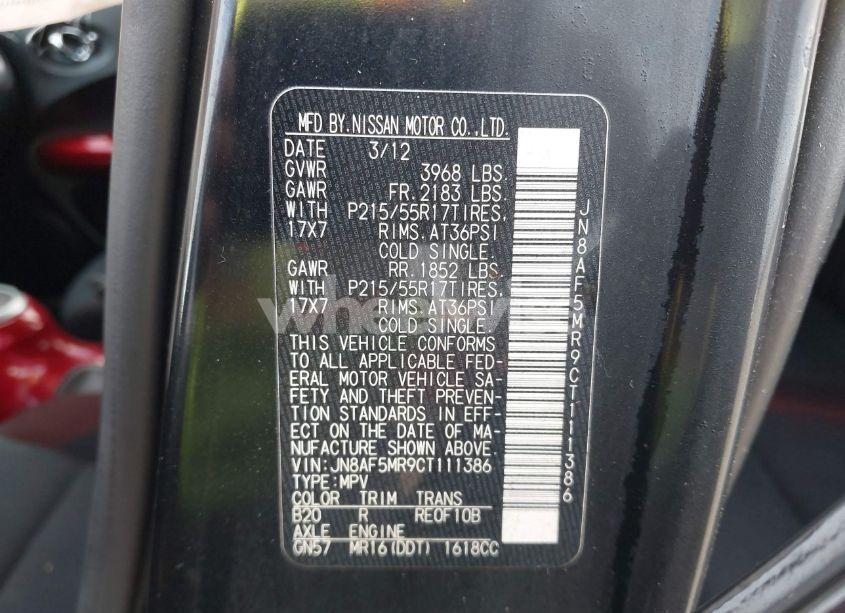 MFD BY.NISSAN MOTOR CO.,LTD.
DATE 3/12
GVWR 3968 LBS.
GAWR FR.2183 LBS.
WITH P215/55R17TIRES,
17X7 RIMS.AT36PSI
COLD SINGLE.
GAWR RR.1852 LBS.
WITH P215/55R17TIRES,
17X7 RIMS.AT36PSI
COLD SINGLE.
THIS VEHICLE CONFORMS
TO ALL APPLICABLE FED-
ERAL MOTOR VEHICLE SA-
FETY AND THEFT PREVEN-
TION STANDARDS IN EFF-
ECT ON THE DATE OF MA-
NUFACTURE SHOWN ABOVE.
VIN:JN8AF5MR9CT111386
TYPE:MPV
COLOR TRIM TRANS
B20 R REOF10B
AXLE ENGINE
GN57 MR16(DDT) 1618CC
JN8AF5MR9CT111386